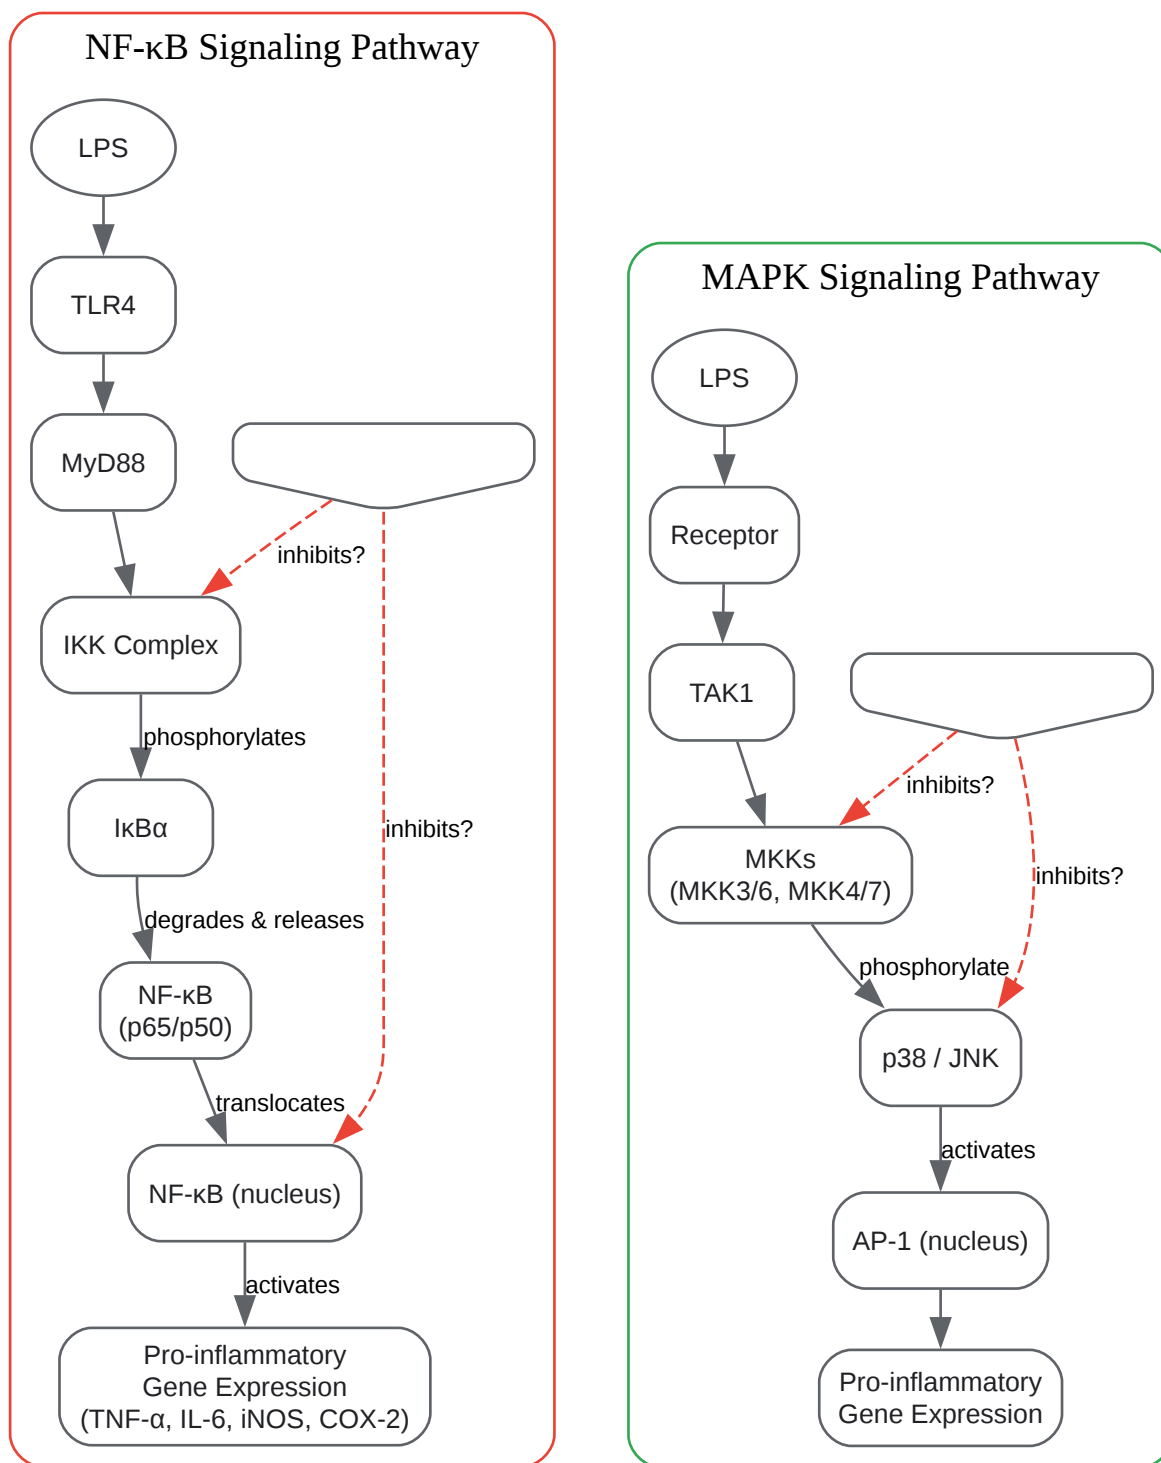 NF-κB Signaling Pathway
LPS
TLR4
MyD88
inhibits?
IKK Complex
phosphorylates
IκBα
inhibits?
degrades & releases
NF-κB
(p65/p50)
translocates
NF-κB (nucleus)
activates
Pro-inflammatory
Gene Expression
(TNF-α, IL-6, iNOS, COX-2)
MAPK Signaling Pathway
LPS
Receptor
TAK1
inhibits?
MKKs
(MKK3/6, MKK4/7)
inhibits?
phosphorylate
p38 / JNK
activates
AP-1 (nucleus)
Pro-inflammatory
Gene Expression